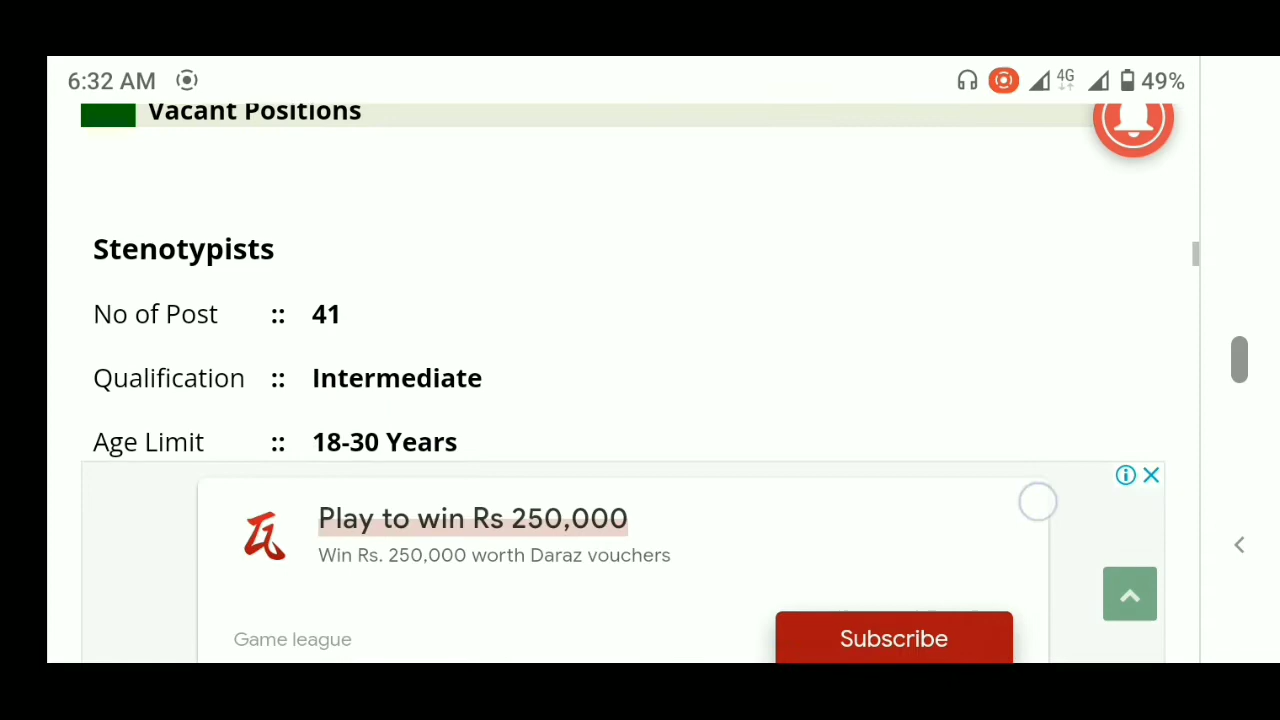 6:32 AM 4G 49%
Vacant Positions
Stenotypists
No of Post :: 41
Qualification :: Intermediate
Age Limit :: 18-30 Years
Play to win Rs 250,000
Win Rs. 250,000 worth Daraz vouchers
Game league
Subscribe